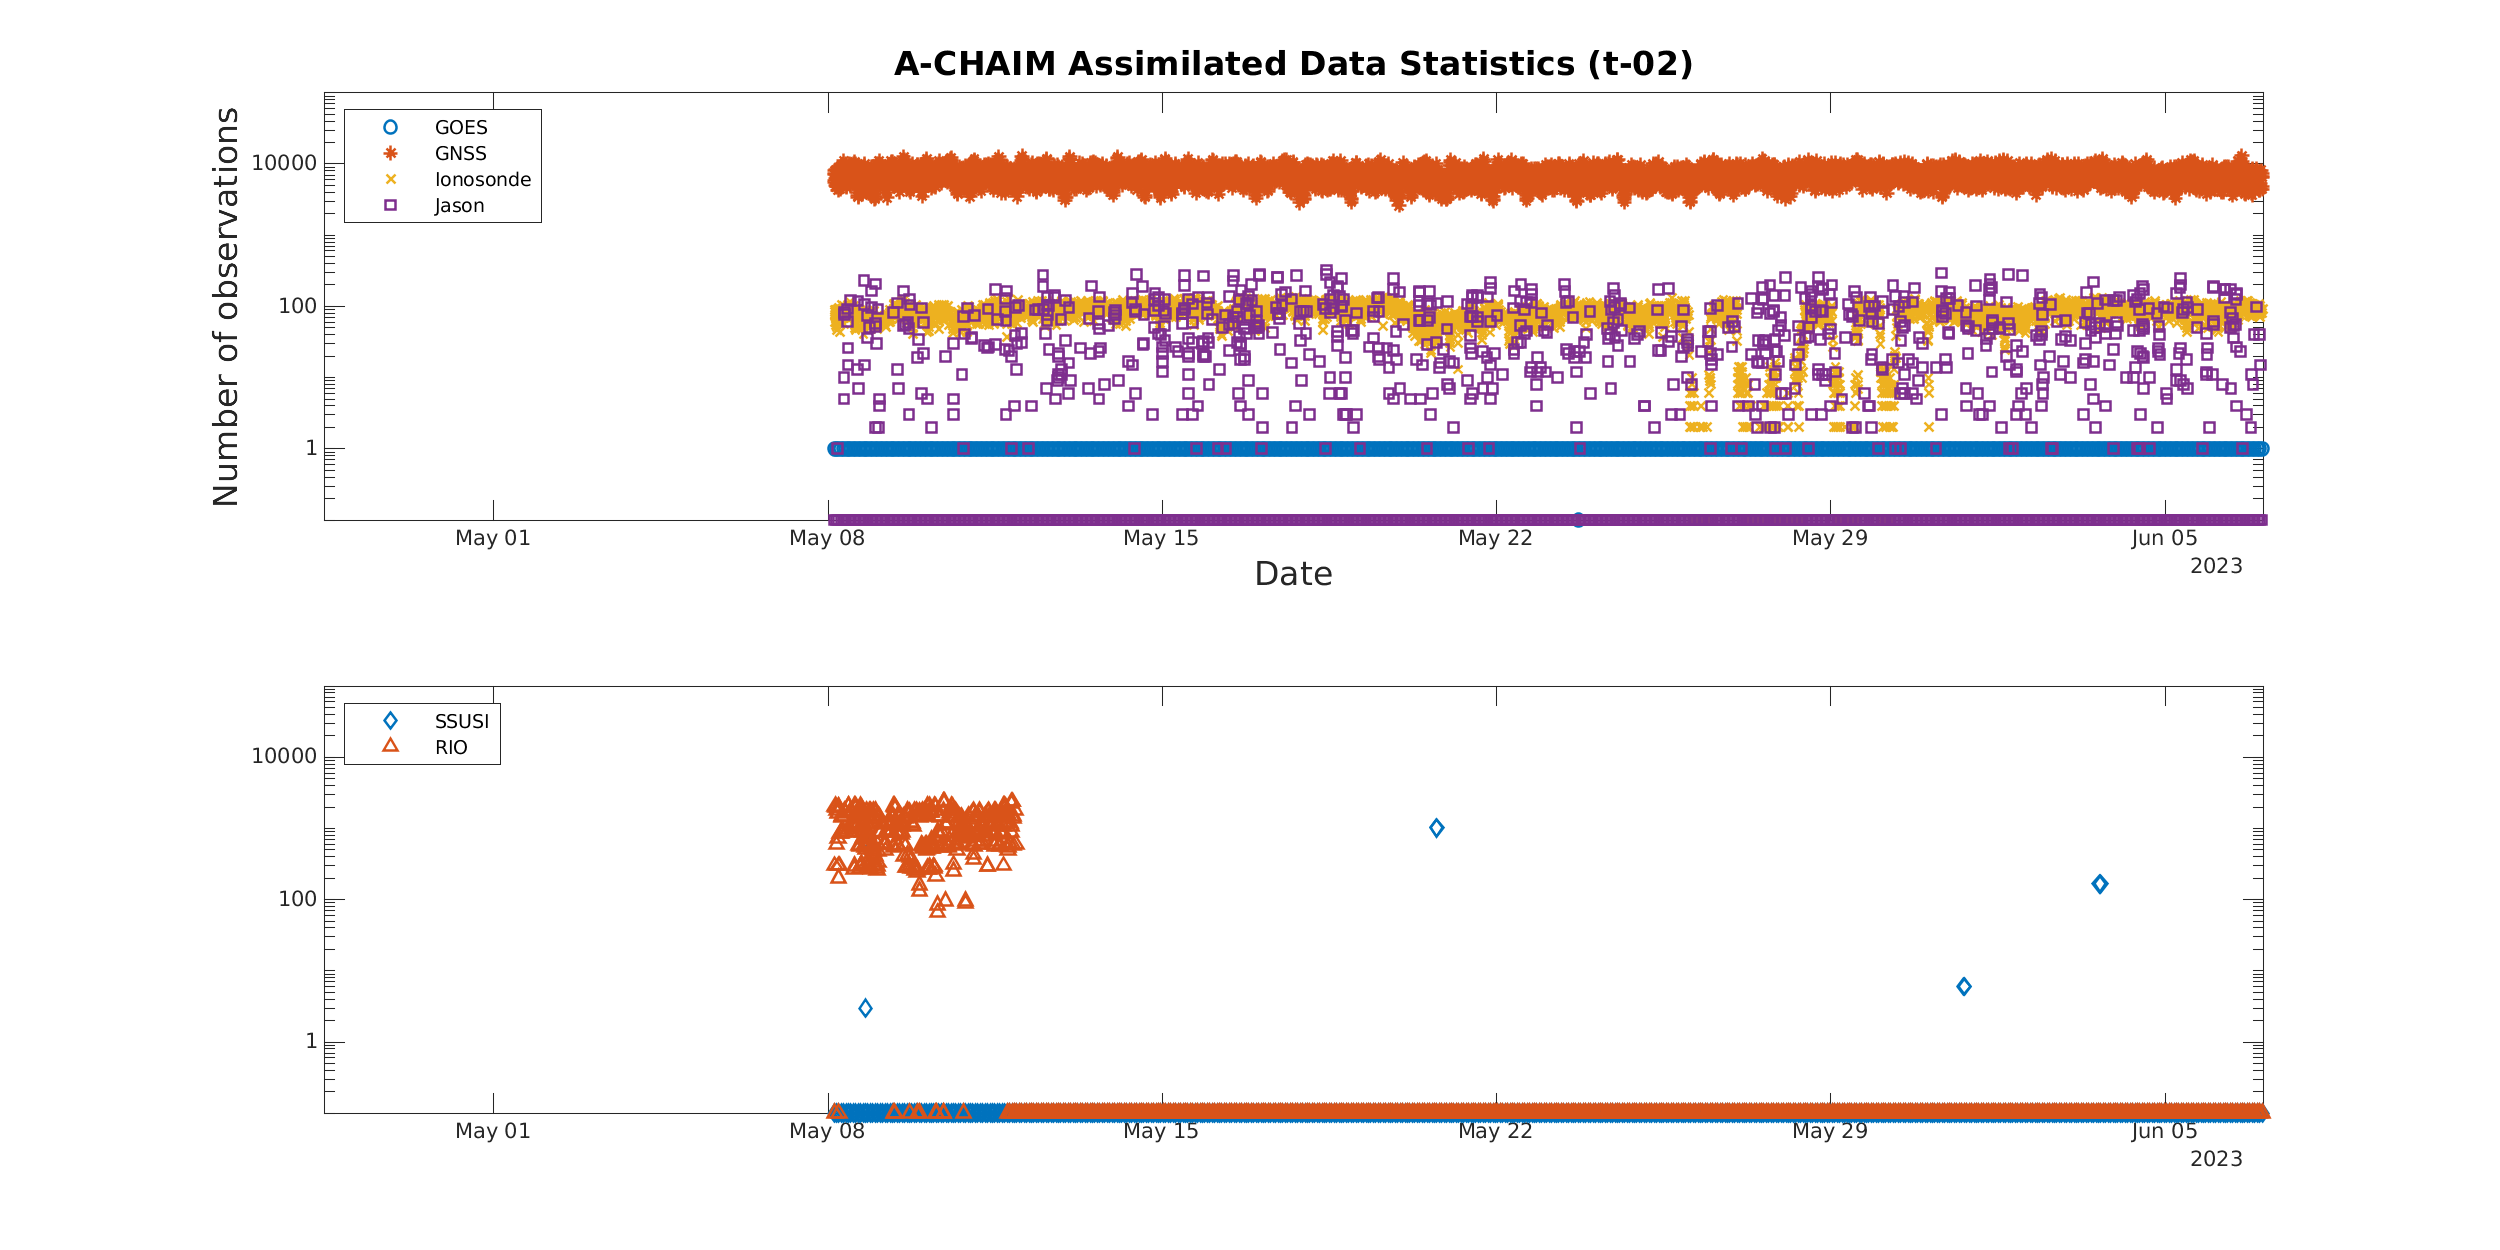 A-CHAIM Assimilated Data Statistics (t-02)
Number of observations
10000
100
1
GOES
GNSS
Ionosonde
Jason
May 01
May 08
May 15
May 22
May 29
Jun 05
2023
Date
10000
100
1
SSUSI
RIO
May 01
May 08
May 15
May 22
May 29
Jun 05
2023